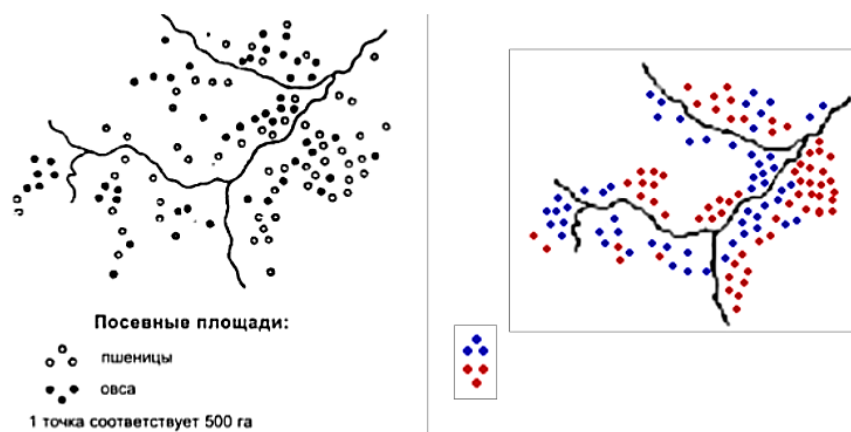 Посевные площади:
пшеницы
овса
1 точка соответствует 500 га